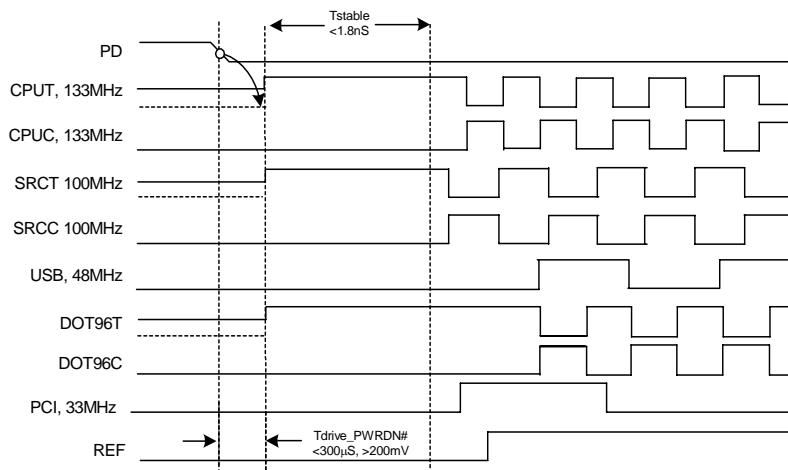 Tstable
<1.8nS
PD
CPUT, 133MHz
CPUC, 133MHz
SRCT 100MHz
SRCC 100MHz
USB, 48MHz
DOT96T
DOT96C
PCI, 33MHz
Tdrive_PWRDN#
<300µS, >200mV
REF